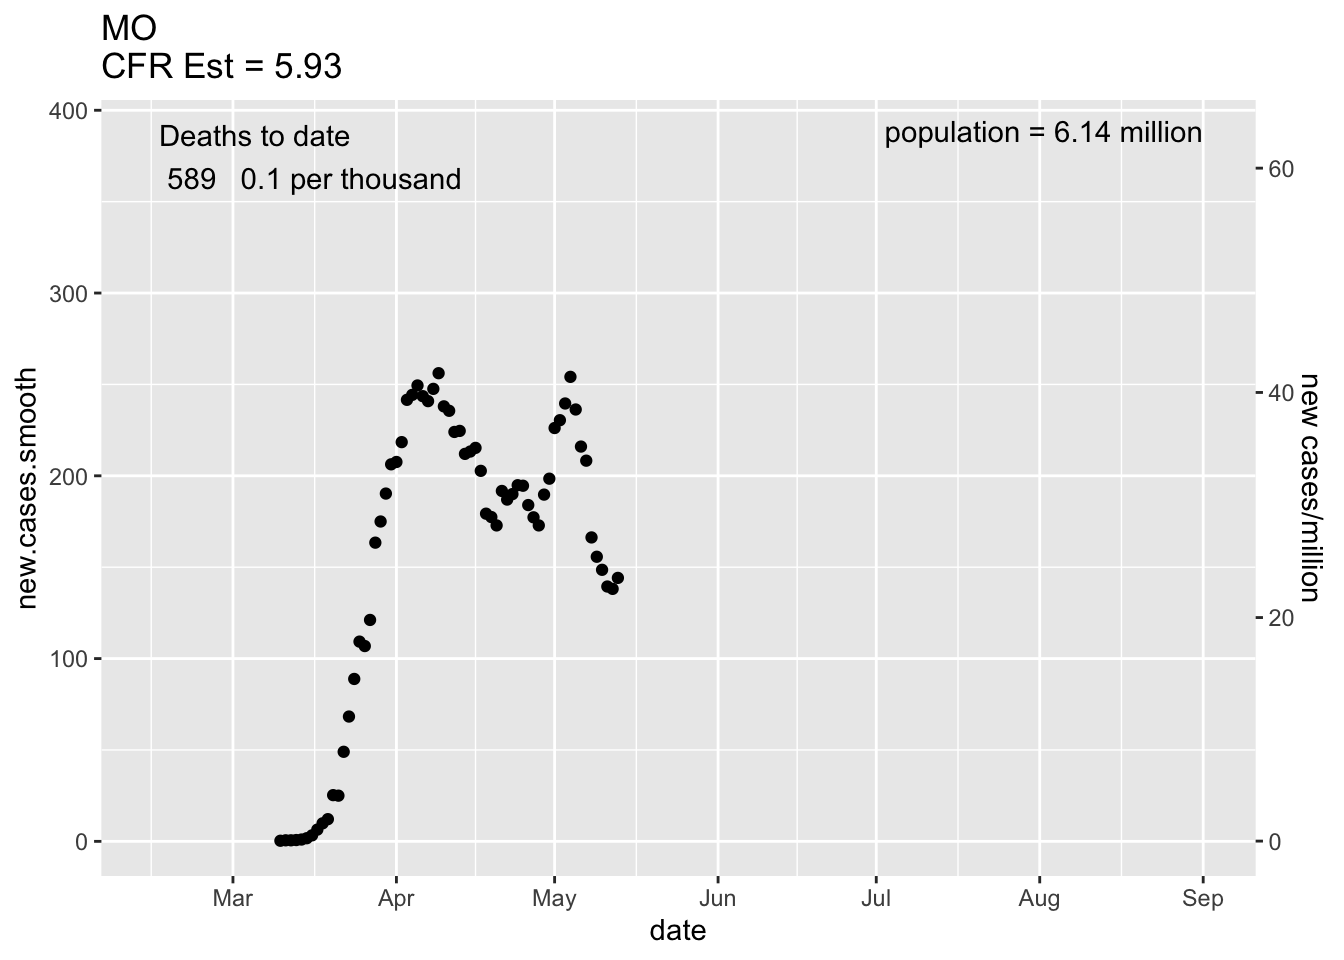 MO
CFR Est = 5.93
Deaths to date
589 0.1 per thousand
population = 6.14 million
400
300
200
100
0
new.cases.smooth
60
40
20
0
new cases/million
Mar Apr May Jun Jul Aug Sep
date